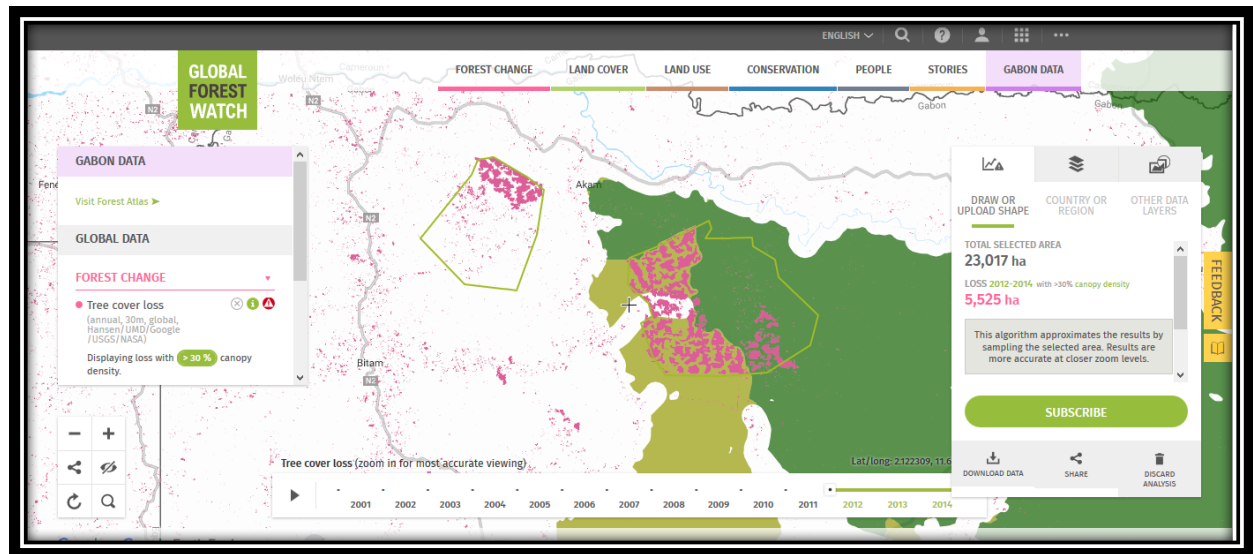 ENGLISH
GLOBAL
FOREST
WATCH
FOREST CHANGE
LAND COVER
LAND USE
CONSERVATION
PEOPLE
STORIES
GABON DATA
Woleu Ntem
Cameroun
N2
N2
Gabon
Gabon
GABON DATA
Visit Forest Atlas ➤
GLOBAL DATA
FOREST CHANGE
Tree cover loss
(annual, 30m, global,
Hansen/UMD/Google
/USGS/NASA)
Displaying loss with > 30 % canopy
density.
Akam
N2
Bitam
N2
DRAW OR
UPLOAD SHAPE
COUNTRY OR
REGION
OTHER DATA
LAYERS
TOTAL SELECTED
AREA
23,017 ha
LOSS 2012-2014 with >30% canopy density
5,525 ha
This algorithm approximates the results by
sampling the selected area. Results are
more accurate at closer zoom levels.
SUBSCRIBE
DOWNLOAD DATA
SHARE
DISCARD
ANALYSIS
FEEDBACK
Tree cover loss (zoom in for most accurate viewing)
Lat/long: 2.122309, 11.6
2001 2002 2003 2004 2005 2006 2007 2008 2009 2010 2011 2012 2013 2014